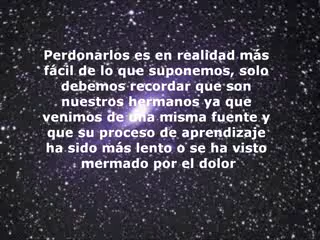 Perdonarlos es en realidad más
fácil de lo que suponemos, solo
debemos recordar que son
nuestros hermanos ya que
venimos de una misma fuente y
que su proceso de aprendizaje
ha sido más lento o se ha visto
mermado por el dolor